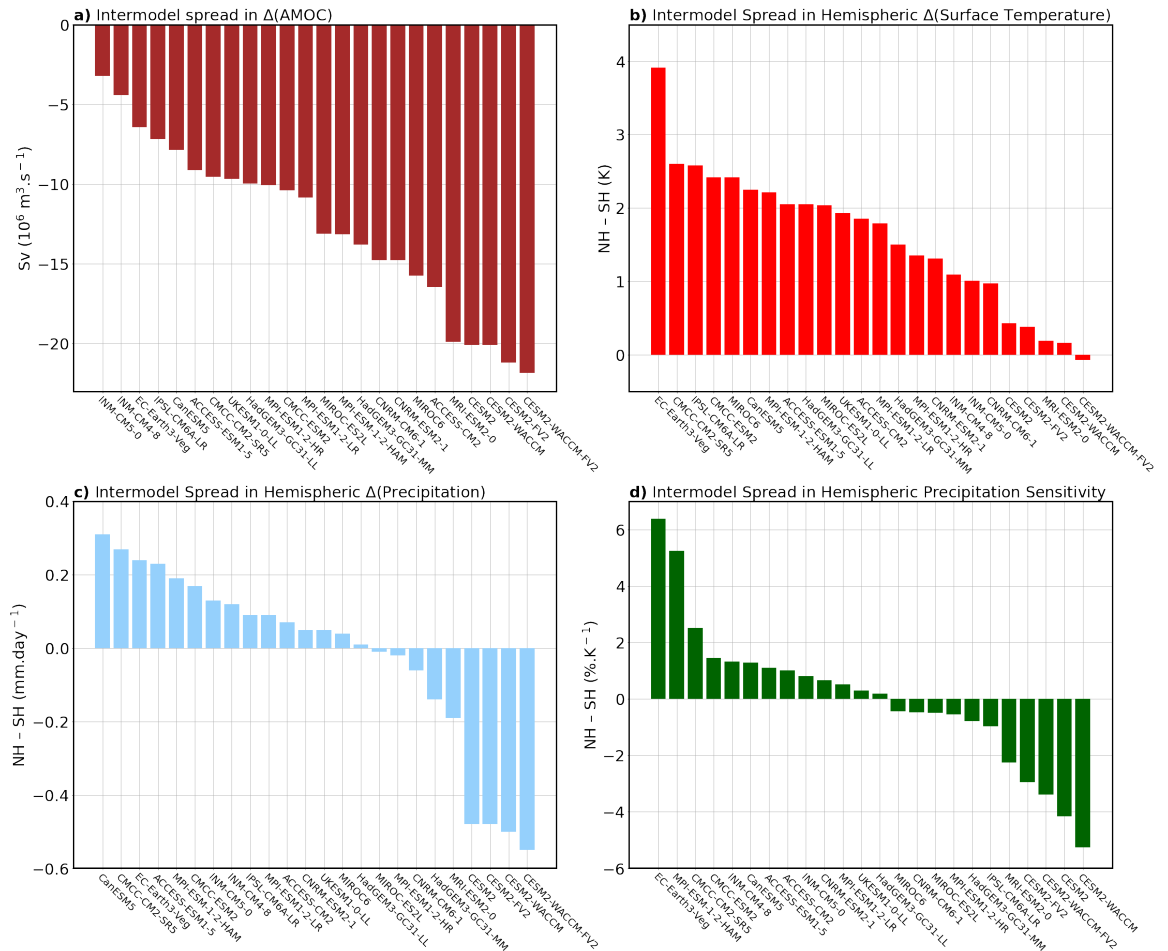 a) Intermodel spread in Δ(AMOC)
0
−5
−10
−15
−20
Sv (10⁶ m³.s⁻¹)
INM-CM5-0
INM-CM4-8
EC-Earth3-Veg
IPSL-CM6A-LR
CanESM5
ACCESS-ESM1-5
CMCC-CM2-SR5
UKESM1-0-LL
HadGEM3-GC31-LL
MPI-ESM1-2-HR
CMCC-ESM2
MPI-ESM1-2-LR
MIROC-ES2L
MPI-ESM-1-2-HAM
HadGEM3-GC31-MM
CNRM-CM6-1
CNRM-ESM2-1
MIROC6
ACCESS-CM2
MRI-ESM2-0
CESM2
CESM2-WACCM
CESM2-FV2
CESM2-WACCM-FV2
b) Intermodel Spread in Hemispheric Δ(Surface Temperature)
4
3
2
1
0
NH – SH (K)
EC-Earth3-Veg
CMCC-CM2-SR5
IPSL-CM6A-LR
CMCC-ESM2
MIROC6
CanESM5
MPI-ESM-1-2-HAM
ACCESS-ESM1-5
HadGEM3-GC31-LL
MIROC-ES2L
UKESM1-0-LL
ACCESS-CM2
MPI-ESM1-2-LR
HadGEM3-GC31-MM
MPI-ESM1-2-HR
CNRM-ESM2-1
INM-CM4-8
INM-CM5-0
CNRM-CM6-1
CESM2
CESM2-FV2
MRI-ESM2-0
CESM2-WACCM
CESM2-WACCM-FV2
c) Intermodel Spread in Hemispheric Δ(Precipitation)
0.4
0.2
0.0
−0.2
−0.4
−0.6
NH – SH (mm.day⁻¹)
CanESM5
CMCC-CM2-SR5
EC-Earth3-Veg
ACCESS-ESM1-5
MPI-ESM-1-2-HAM
CMCC-ESM2
INM-CM5-0
INM-CM4-8
IPSL-CM6A-LR
MPI-ESM1-2-LR
ACCESS-CM2
CNRM-ESM2-1
UKESM1-0-LL
MIROC6
HadGEM3-GC31-LL
MIROC-ES2L
MPI-ESM1-2-HR
CNRM-CM6-1
HadGEM3-GC31-MM
MRI-ESM2-0
CESM2
CESM2-FV2
CESM2-WACCM
CESM2-WACCM-FV2
d) Intermodel Spread in Hemispheric Precipitation Sensitivity
6
4
2
0
−2
−4
−6
NH – SH (%.K⁻¹)
EC-Earth3-Veg
MPI-ESM-1-2-HAM
CMCC-CM2-SR5
CMCC-ESM2
INM-CM4-8
CanESM5
ACCESS-ESM1-5
ACCESS-CM2
INM-CM5-0
CNRM-ESM2-1
MPI-ESM1-2-LR
UKESM1-0-LL
HadGEM3-GC31-LL
MIROC6
CNRM-CM6-1
MIROC-ES2L
MPI-ESM1-2-HR
HadGEM3-GC31-MM
IPSL-CM6A-LR
MRI-ESM2-0
CESM2-FV2
CESM2
CESM2-WACCM-FV2
CESM2-WACCM